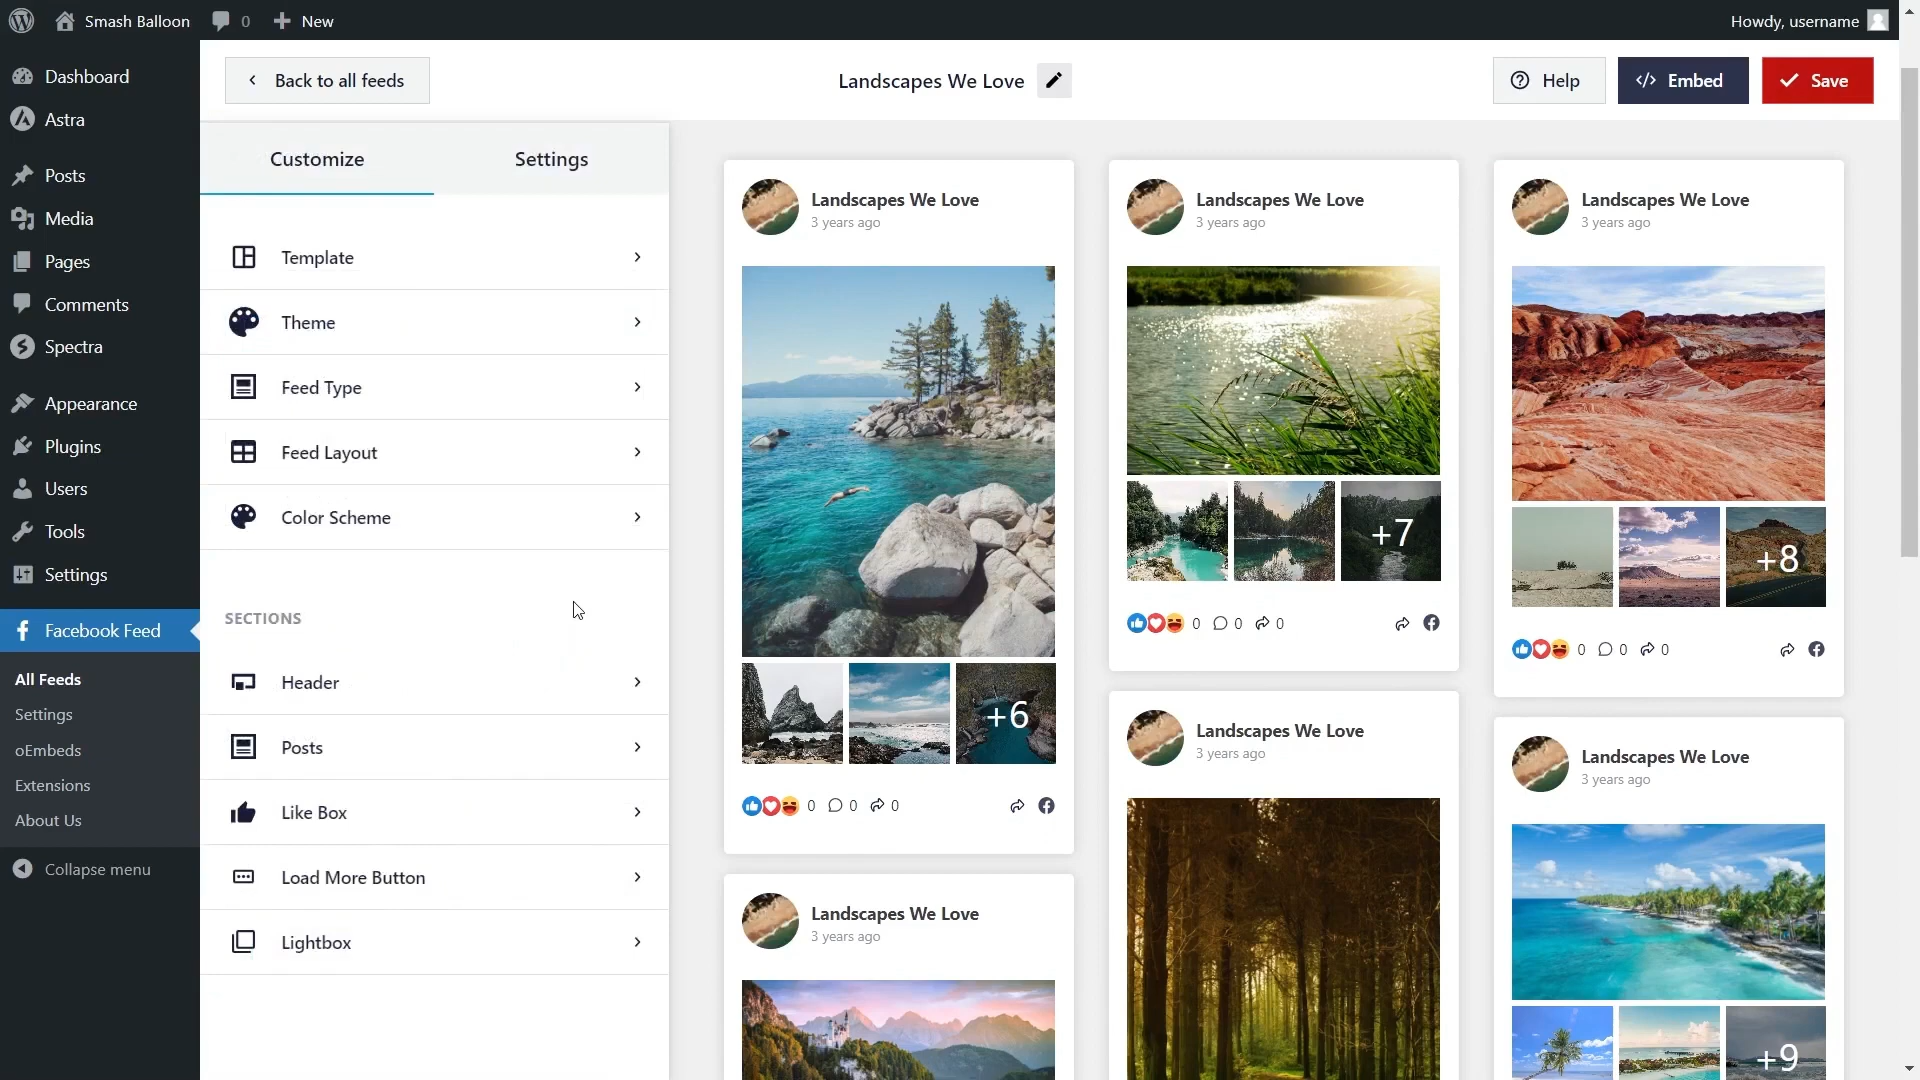 Smash Balloon 0 New Howdy, username
Dashboard
Astra
Posts
Media
Pages
Comments
Spectra
Appearance
Plugins
Users
Tools
Settings
Facebook Feed
All Feeds
Settings
oEmbeds
Extensions
About Us
Collapse menu
Back to all feeds
Landscapes We Love
Help
Embed
Save
Customize
Settings
Template
Theme
Feed Type
Feed Layout
Color Scheme
SECTIONS
Header
Posts
Like Box
Load More Button
Lightbox
Landscapes We Love
3 years ago
+6
0 0 0
Landscapes We Love
3 years ago
Landscapes We Love
3 years ago
+7
0 0 0
Landscapes We Love
3 years ago
Landscapes We Love
3 years ago
+8
0 0 0
Landscapes We Love
3 years ago
+9